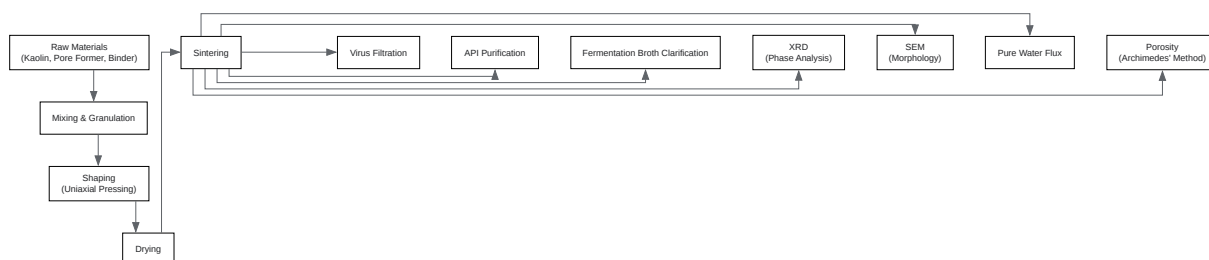 Raw Materials
(Kaolin, Pore Former, Binder)
Sintering
Virus Filtration
API Purification
Fermentation Broth Clarification
XRD
(Phase Analysis)
SEM
(Morphology)
Pure Water Flux
Porosity
(Archimedes' Method)
Mixing & Granulation
Shaping
(Uniaxial Pressing)
Drying